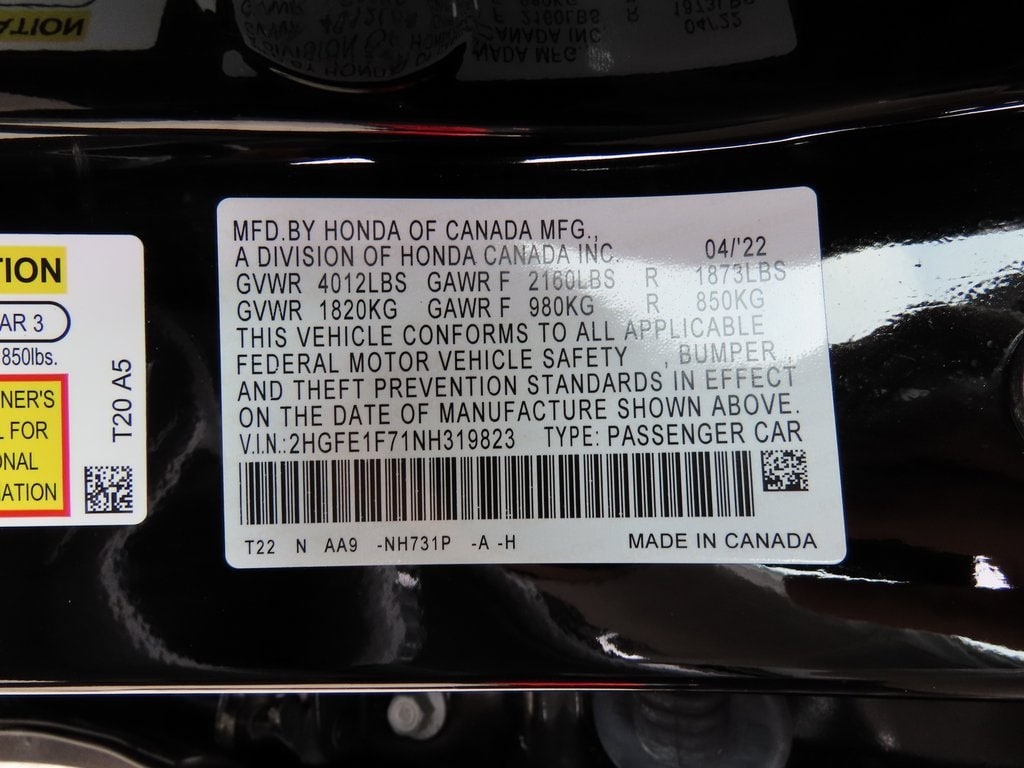 MFD.BY HONDA OF CANADA MFG.,
A DIVISION OF HONDA CANADA INC. 04/'22
GVWR 4012LBS GAWR F 2160LBS R 1873LBS
GVWR 1820KG GAWR F 980KG R 850KG
THIS VEHICLE CONFORMS TO ALL APPLICABLE
FEDERAL MOTOR VEHICLE SAFETY , BUMPER ,
AND THEFT PREVENTION STANDARDS IN EFFECT
ON THE DATE OF MANUFACTURE SHOWN ABOVE.
V.I.N.:2HGFE1F71NH319823 TYPE: PASSENGER CAR
T22 N AA9 -NH731P -A -H MADE IN CANADA
TION
AR 3
850lbs.
NER'S
L FOR
ONAL
MATION
T20 A5